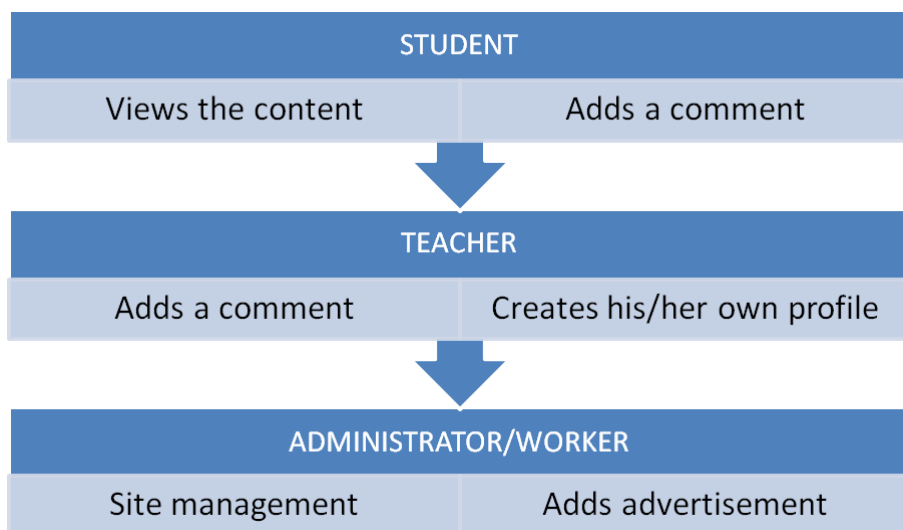 STUDENT
Views the content
Adds a comment
TEACHER
Adds a comment
Creates his/her own profile
ADMINISTRATOR/WORKER
Site management
Adds advertisement